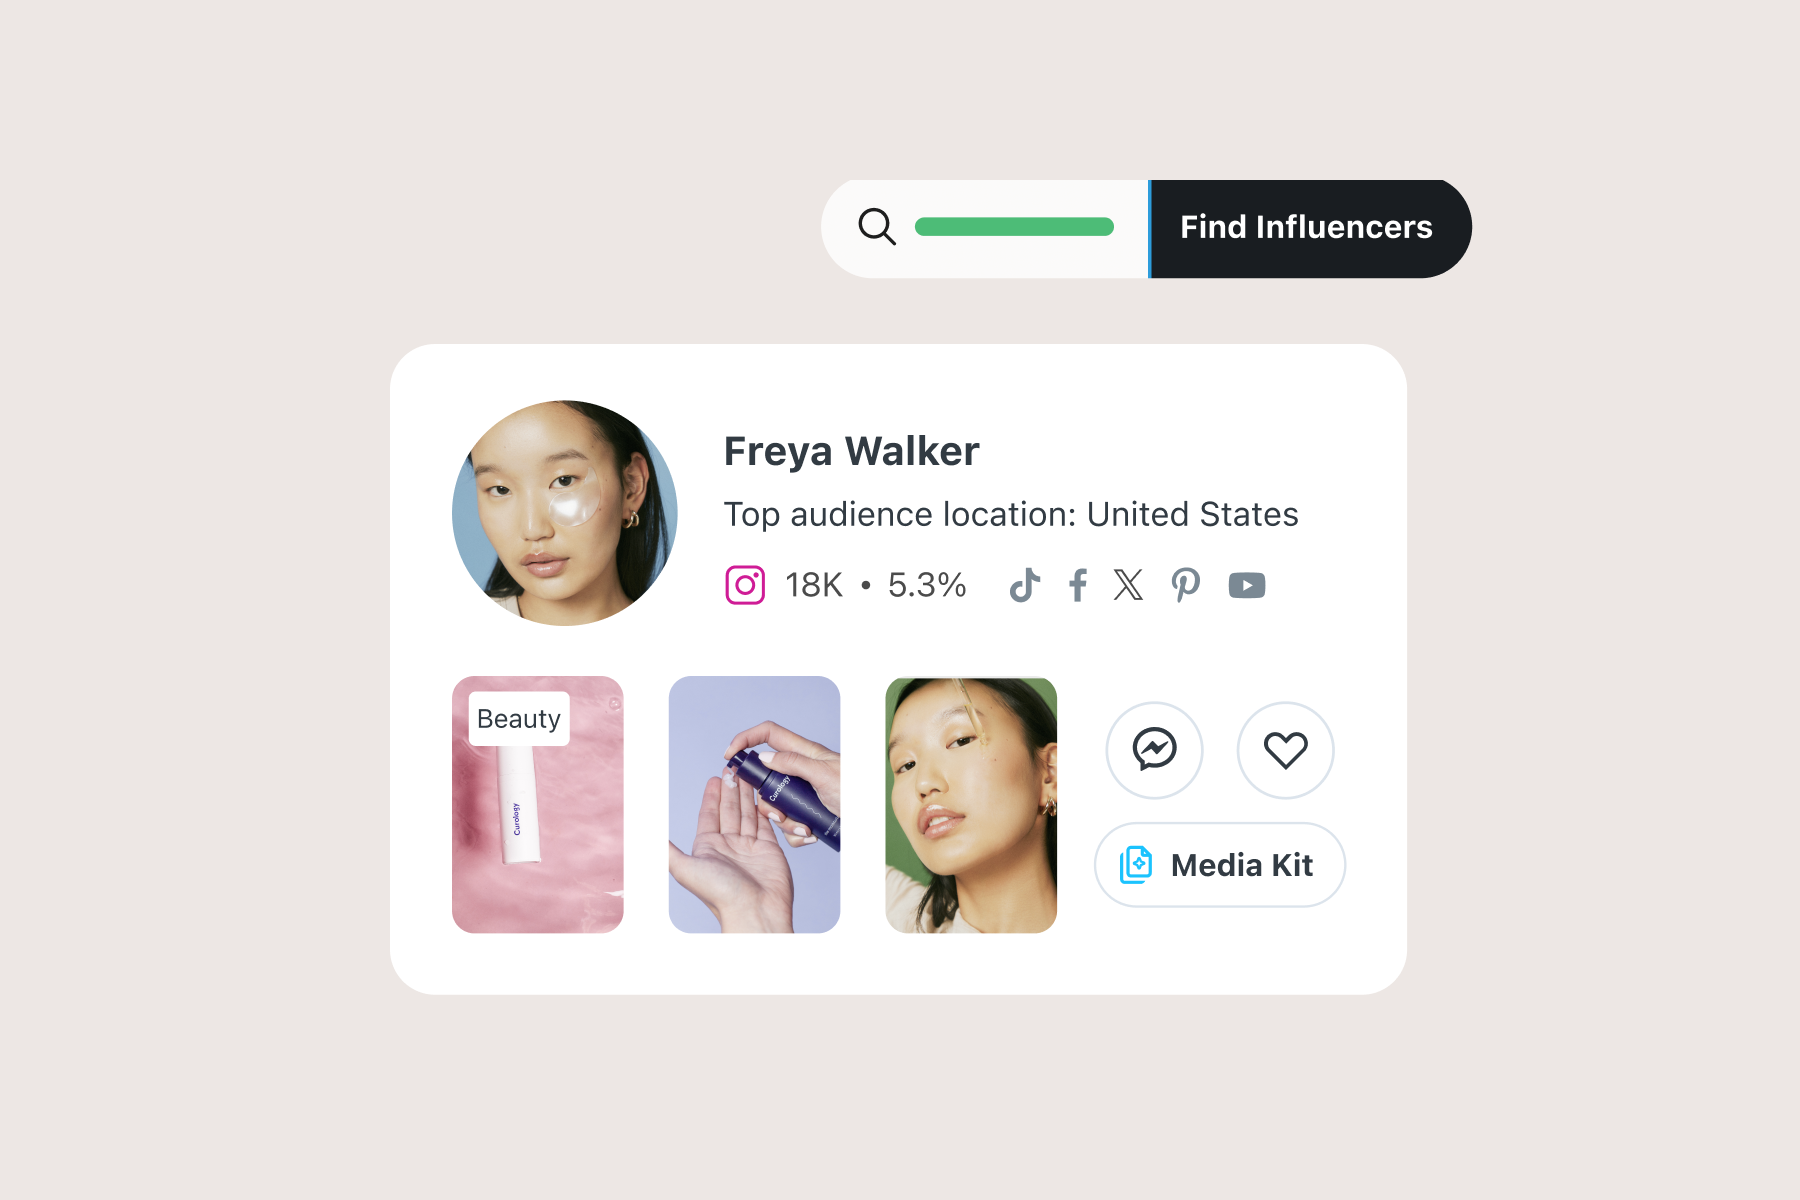 Find Influencers
Freya Walker
Top audience location: United States
18K • 5.3%
Beauty
Curology
Curology
Media Kit